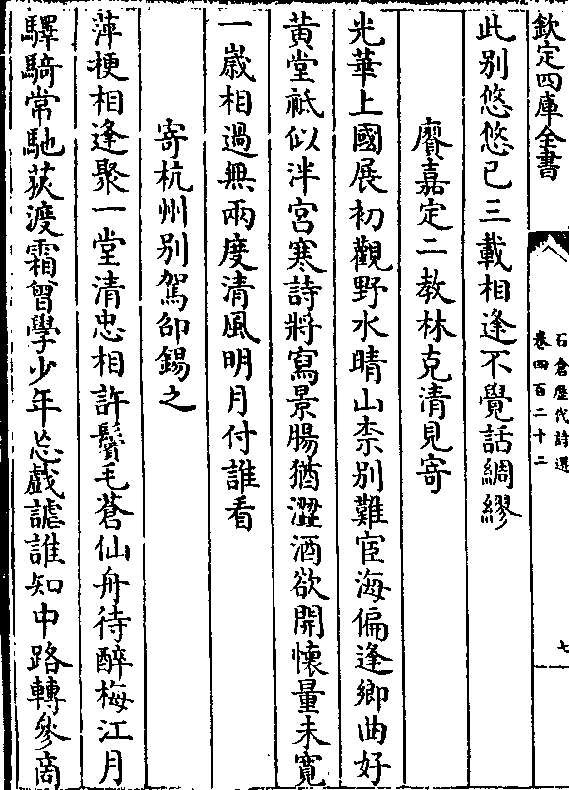 欽定四庫全書
石倉歷代詩選
卷四百二十二
七
此别悠悠已三載相逢不覺話綢繆
賡嘉定二教林克清見寄
光華上國展初觀野水晴山柰别難宦海偏逢鄉曲好
黄堂祇似泮宮寒詩將寫景腸猶澀酒欲開懷量未寛
一嵗相過無兩度清風明月付誰看
寄杭州别駕邵錫之
萍梗相逢聚一堂清忠相許鬢毛蒼仙舟待醉梅江月
驛騎常馳荻渡霜曾學少年忘戲謔誰知中路轉參商